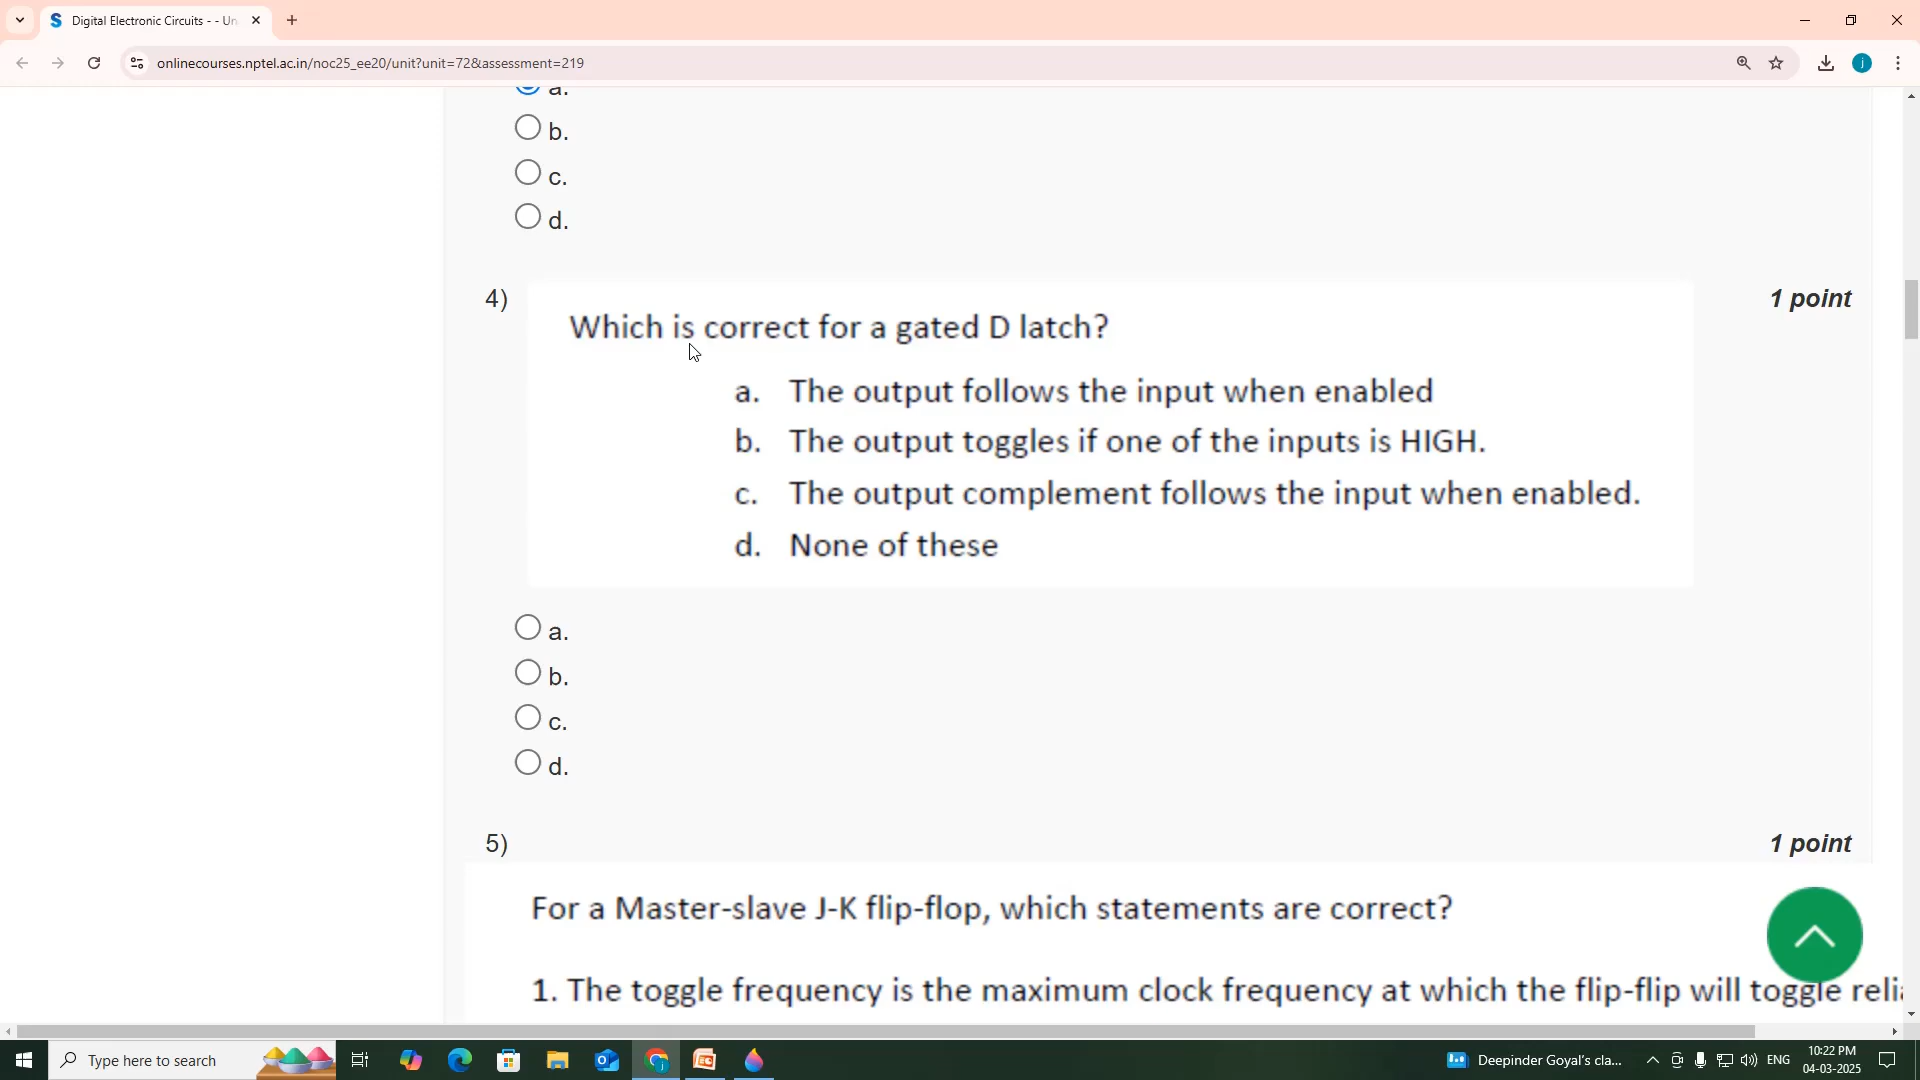 Digital Electronic Circuits - - Un
onlinecourses.nptel.ac.in/noc25_ee20/unit?unit=72&assessment=219
j
a.
b.
c.
d.
4)
1 point
Which is correct for a gated D latch?
a. The output follows the input when enabled
b. The output toggles if one of the inputs is HIGH.
c. The output complement follows the input when enabled.
d. None of these
a.
b.
c.
d.
5)
1 point
For a Master-slave J-K flip-flop, which statements are correct?
1. The toggle frequency is the maximum clock frequency at which the flip-flip will toggle relia
Type here to search
Deepinder Goyal's cla...
ENG
10:22 PM
04-03-2025